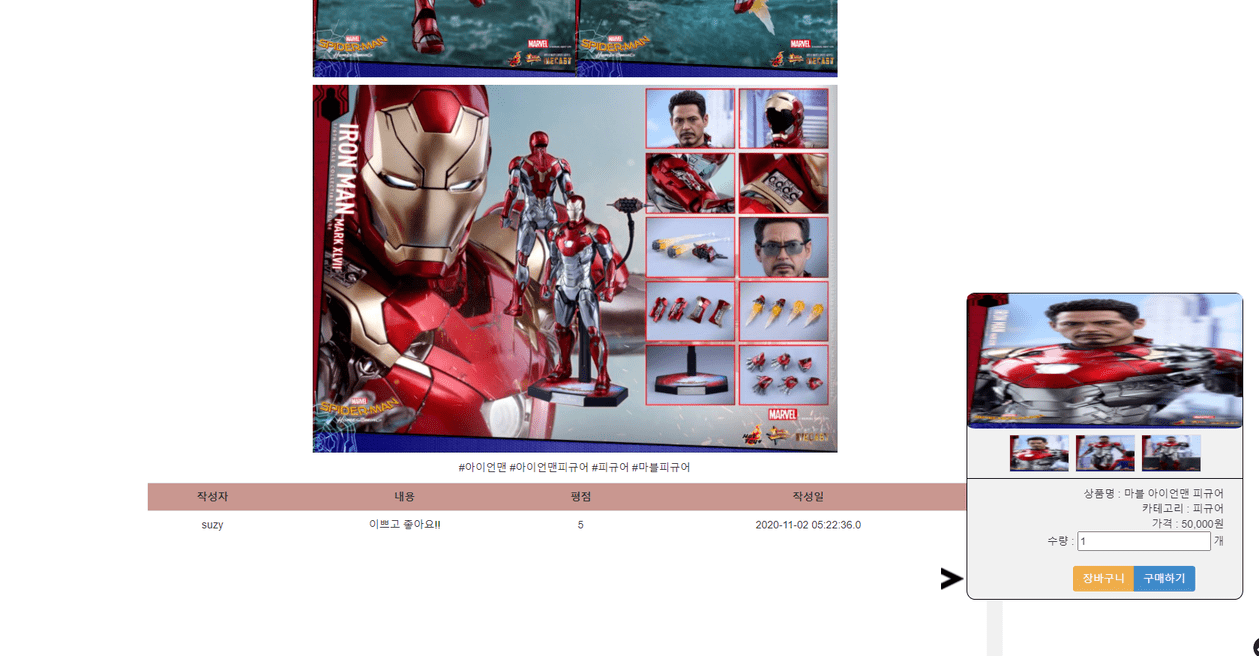 MARVEL
SPIDER-MAN
MARVEL
DIECAST
MARVEL
SPIDER-MAN
MARVEL
DIECAST
IRON MAN
MARK XLVII
MARVEL
SPIDER-MAN
MARVEL
#아이언맨 #아이언맨피규어 #피규어 #마블피규어
작성자 내용 평점 작성일
suzy 이쁘고 좋아요!! 5 2020-11-02 05:22:36.0
상품명 : 마블 아이언맨 피규어
카테고리 : 피규어
가격 : 50,000원
수량 : 1 개
장바구니 구매하기